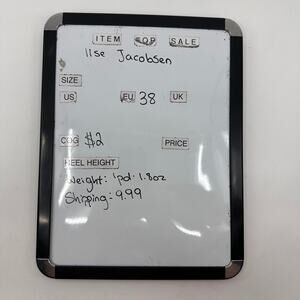 ITEM FOR SALE
Ilse Jacobsen
SIZE
US EU 38 UK
COG $2 PRICE
HEEL HEIGHT
Weight: 1pd 1.8oz
Shipping: 9.99